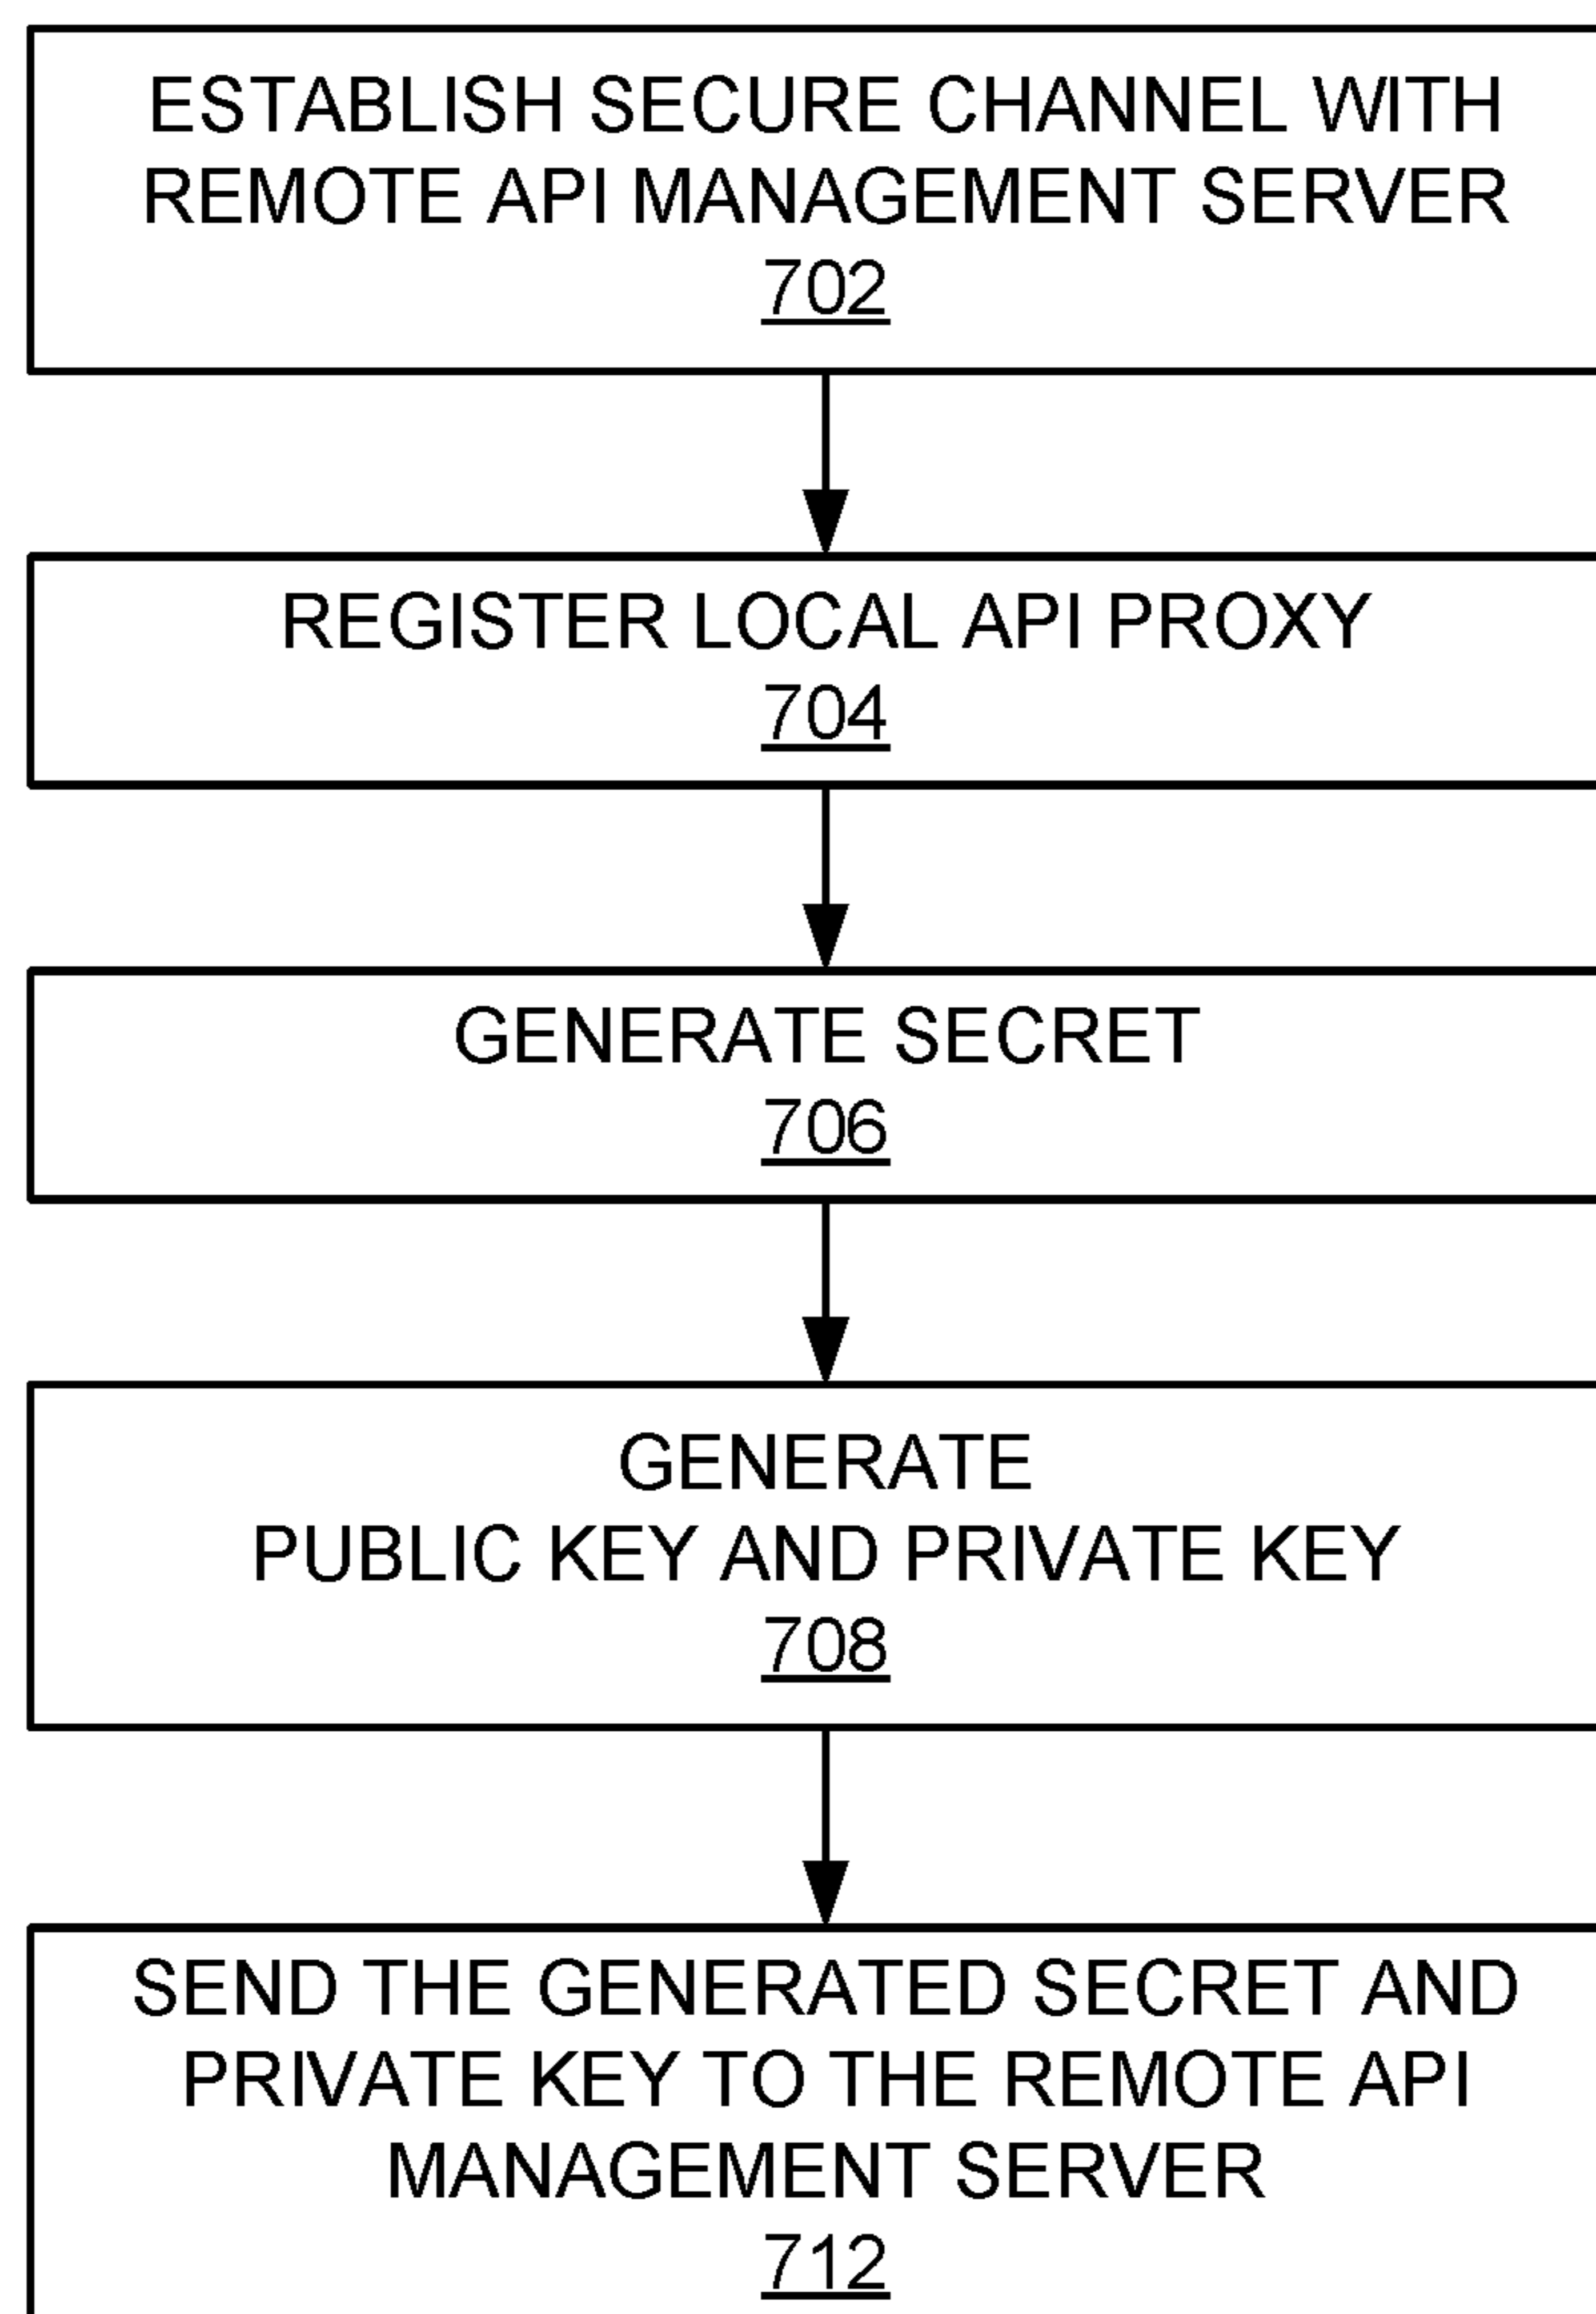 ESTABLISH SECURE CHANNEL WITH
REMOTE API MANAGEMENT SERVER
702
REGISTER LOCAL API PROXY
704
GENERATE SECRET
706
GENERATE
PUBLIC KEY AND PRIVATE KEY
708
SEND THE GENERATED SECRET AND
PRIVATE KEY TO THE REMOTE API
MANAGEMENT SERVER
712